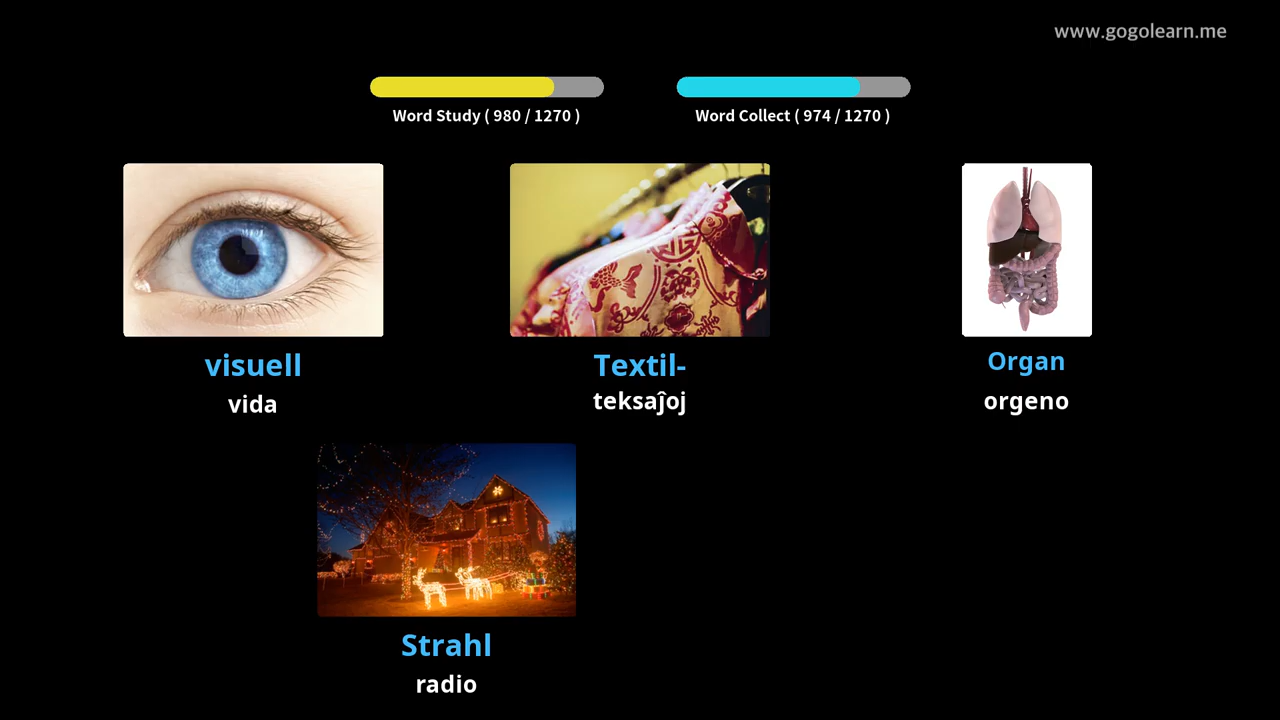 www.gogolearn.me
Word Study ( 980 / 1270 )
Word Collect ( 974 / 1270 )
visuell
vida
Textil-
teksaĵoj
Organ
orgeno
Strahl
radio